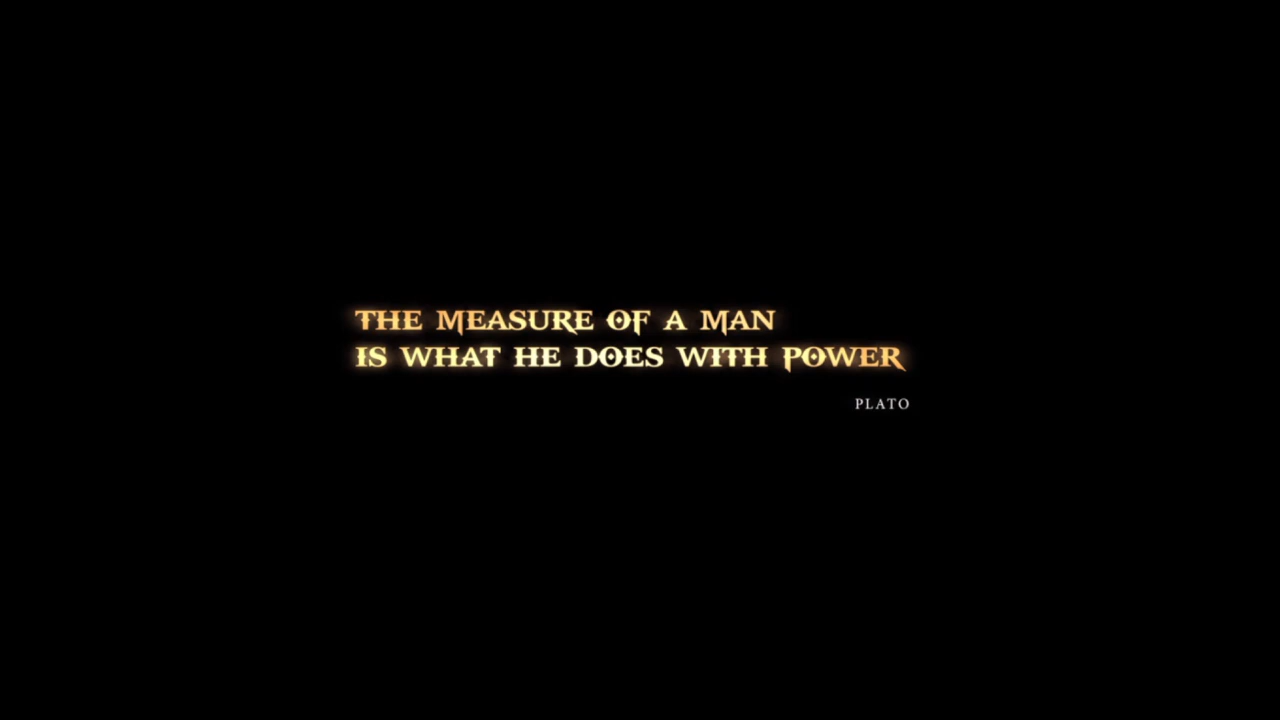 THE MEASURE OF A MAN
IS WHAT HE DOES WITH POWER
PLATO